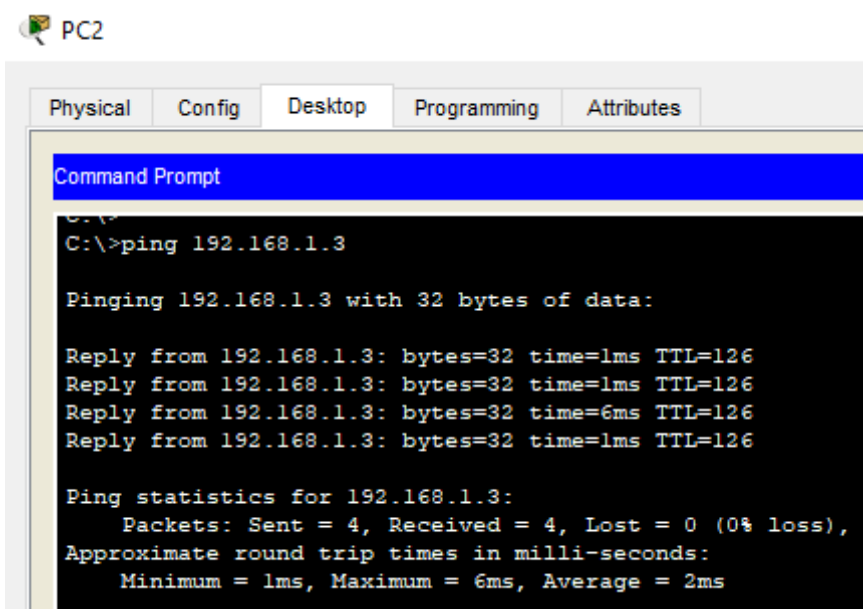 PC2
Physical Config Desktop Programming Attributes
Command Prompt
C:\>
C:\>ping 192.168.1.3
Pinging 192.168.1.3 with 32 bytes of data:
Reply from 192.168.1.3: bytes=32 time=1ms TTL=126
Reply from 192.168.1.3: bytes=32 time=1ms TTL=126
Reply from 192.168.1.3: bytes=32 time=6ms TTL=126
Reply from 192.168.1.3: bytes=32 time=1ms TTL=126
Ping statistics for 192.168.1.3:
Packets: Sent = 4, Received = 4, Lost = 0 (0% loss),
Approximate round trip times in milli-seconds:
Minimum = 1ms, Maximum = 6ms, Average = 2ms